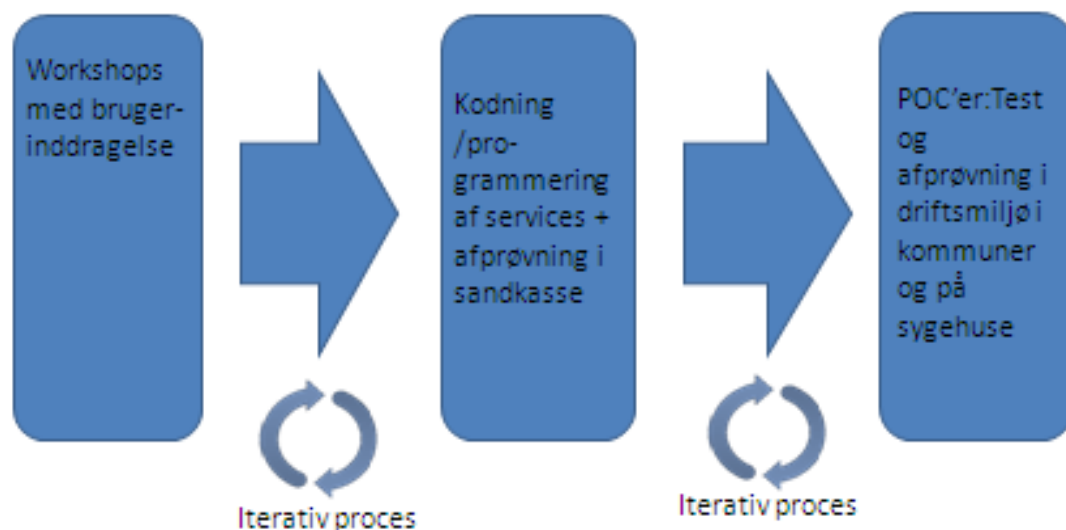 Workshops
med bruger-
inddragelse
Kodning
/pro-
grammering
af services +
afprøvning i
sandkasse
POC'er:Test
og
afprøvning i
driftsmiljø i
kommuner
og på
sygehuse
Iterativ proces
Iterativ proces